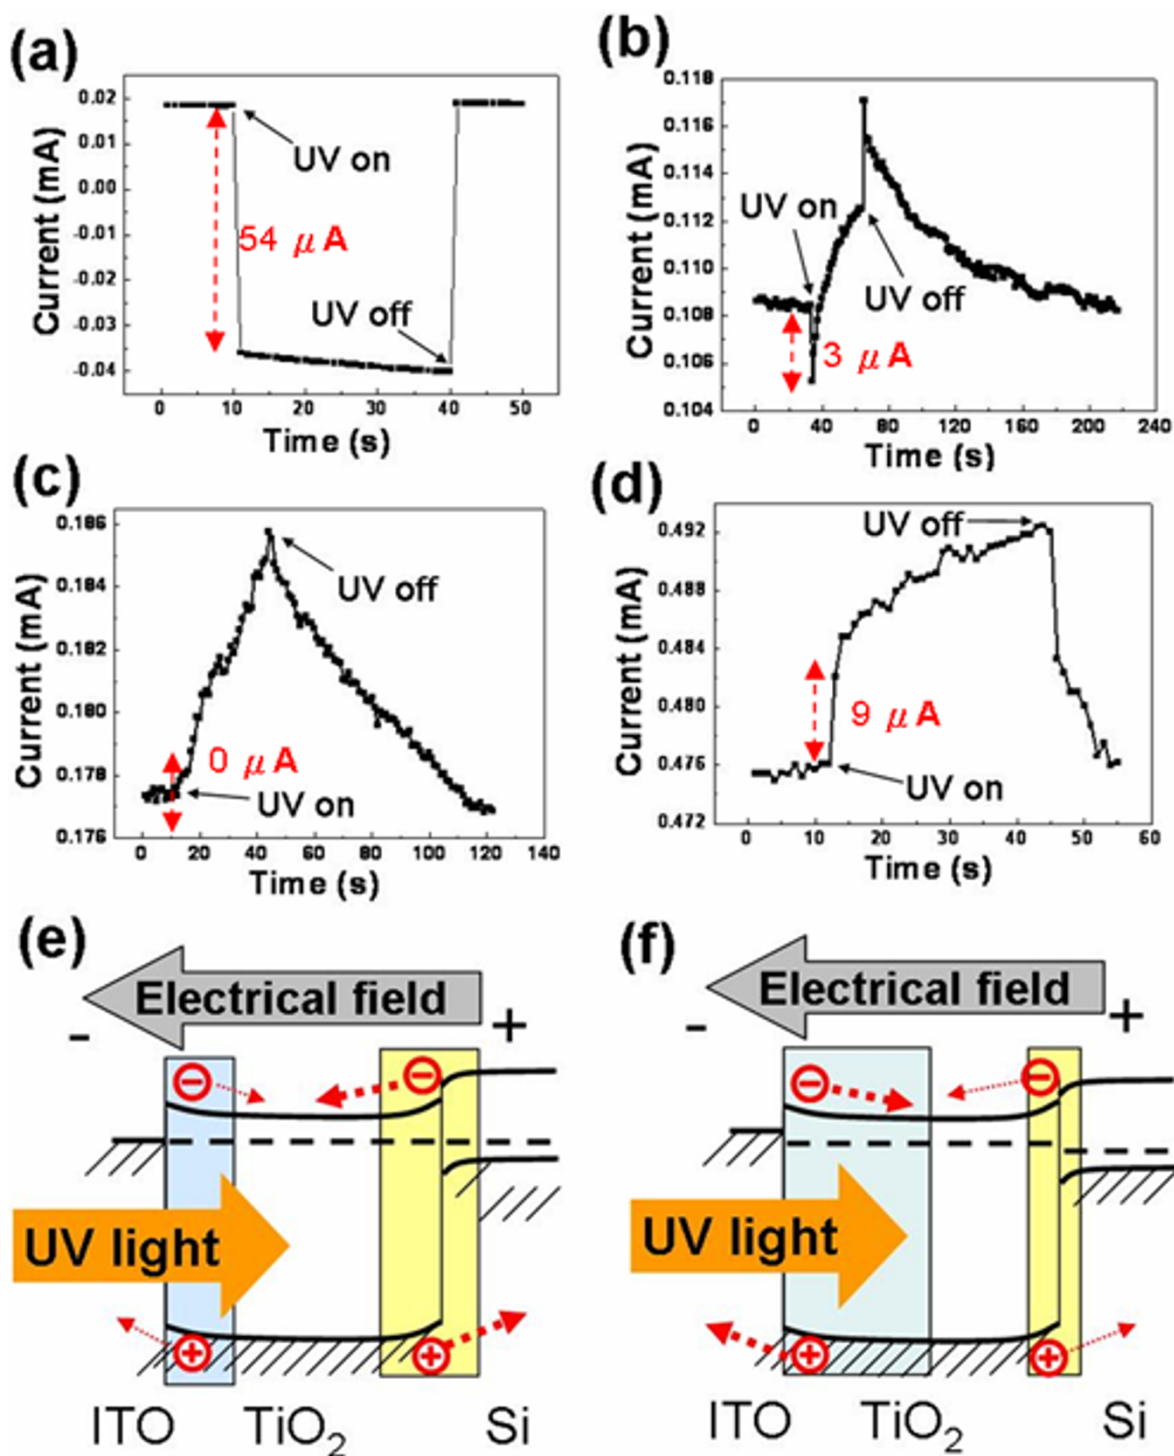 (a)
0.02
0.01
0.00
-0.01
-0.02
-0.03
-0.04
Current (mA)
UV on
54 μA
UV off
0 10 20 30 40 50
Time (s)
(b)
0.118
0.116
0.114
0.112
0.110
0.108
0.106
0.104
Current (mA)
UV on
UV off
3 μA
0 40 80 120 160 200 240
Time (s)
(c)
0.186
0.184
0.182
0.180
0.178
0.176
Current (mA)
UV off
0 μA
UV on
0 20 40 60 80 100 120 140
Time (s)
(d)
0.492
0.488
0.484
0.480
0.476
0.472
Current (mA)
UV off
9 μA
UV on
0 10 20 30 40 50 60
Time (s)
(e)
Electrical field
- +
UV light
ITO TiO₂ Si
(f)
Electrical field
- +
UV light
ITO TiO₂ Si